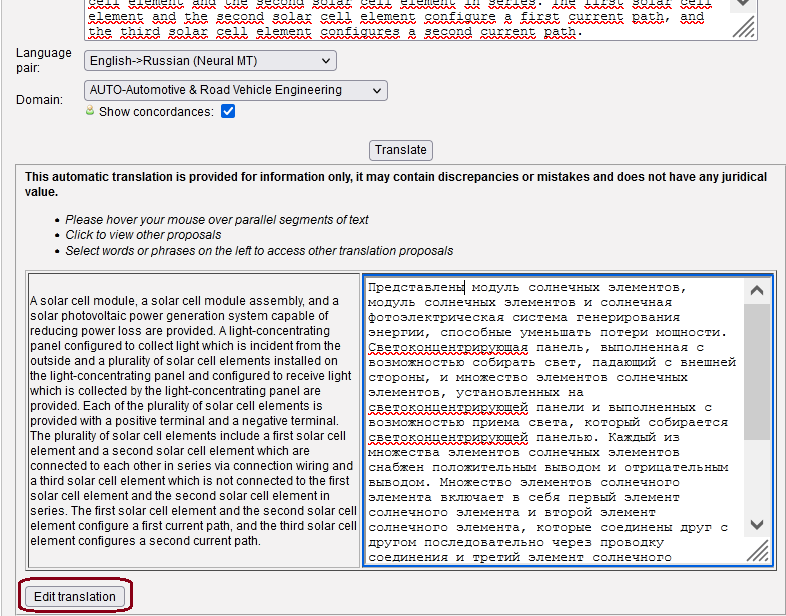 cell element and the second solar cell element in series. The first solar cell
element and the second solar cell element configure a first current path, and
the third solar cell element configures a second current path.
Language pair:
English->Russian (Neural MT)
Domain:
AUTO-Automotive & Road Vehicle Engineering
Show concordances:
Translate
This automatic translation is provided for information only, it may contain discrepancies or mistakes and does not have any juridical
value.
• Please hover your mouse over parallel segments of text
• Click to view other proposals
• Select words or phrases on the left to access other translation proposals
A solar cell module, a solar cell module assembly, and a
solar photovoltaic power generation system capable of
reducing power loss are provided. A light-concentrating
panel configured to collect light which is incident from the
outside and a plurality of solar cell elements installed on
the light-concentrating panel and configured to receive light
which is collected by the light-concentrating panel are
provided. Each of the plurality of solar cell elements is
provided with a positive terminal and a negative terminal.
The plurality of solar cell elements include a first solar cell
element and a second solar cell element which are
connected to each other in series via connection wiring and
a third solar cell element which is not connected to the first
solar cell element and the second solar cell element in
series. The first solar cell element and the second solar cell
element configure a first current path, and the third solar cell
element configures a second current path.
Представлены модуль солнечных элементов,
модуль солнечных элементов и солнечная
фотоэлектрическая система генерирования
энергии, способные уменьшать потери мощности.
Светоконцентрирующая панель, выполненная с
возможностью собирать свет, падающий с внешней
стороны, и множество элементов солнечных
элементов, установленных на
светоконцентрирующей панели и выполненных с
возможностью приема света, который собирается
светоконцентрирующей панелью. Каждый из
множества элементов солнечных элементов
снабжен положительным выводом и отрицательным
выводом. Множество элементов солнечного
элемента включает в себя первый элемент
солнечного элемента и второй элемент
солнечного элемента, которые соединены друг с
другом последовательно через проводку
соединения и третий элемент солнечного
Edit translation